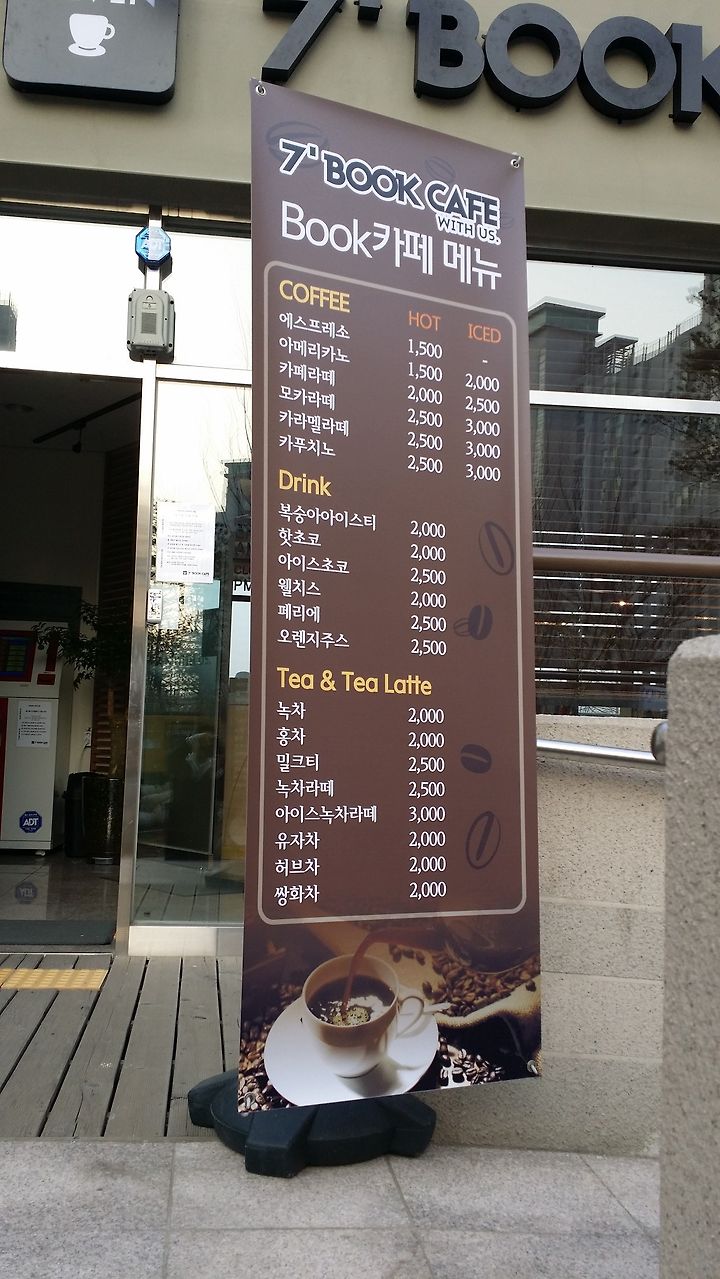 7' BOOK
7' BOOK CAFE
WITH US.
Book카페 메뉴
COFFEE HOT ICED
에스프레소 1,500 -
아메리카노 1,500 2,000
카페라떼 2,000 2,500
모카라떼 2,500 3,000
카라멜라떼 2,500 3,000
카푸치노 2,500 3,000
Drink
복숭아아이스티 2,000
핫초코 2,000
아이스초코 2,500
웰치스 2,000
페리에 2,500
오렌지주스 2,500
Tea & Tea Latte
녹차 2,000
홍차 2,000
밀크티 2,500
녹차라떼 2,500
아이스녹차라떼 3,000
유자차 2,000
허브차 2,000
쌍화차 2,000
ADT
ADT